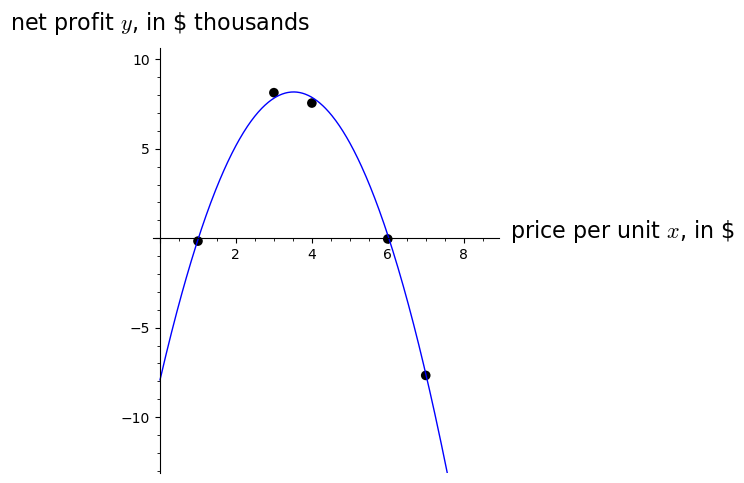 net profit y, in $ thousands
10
5
price per unit x, in $
2 4 6 8
−5
−10